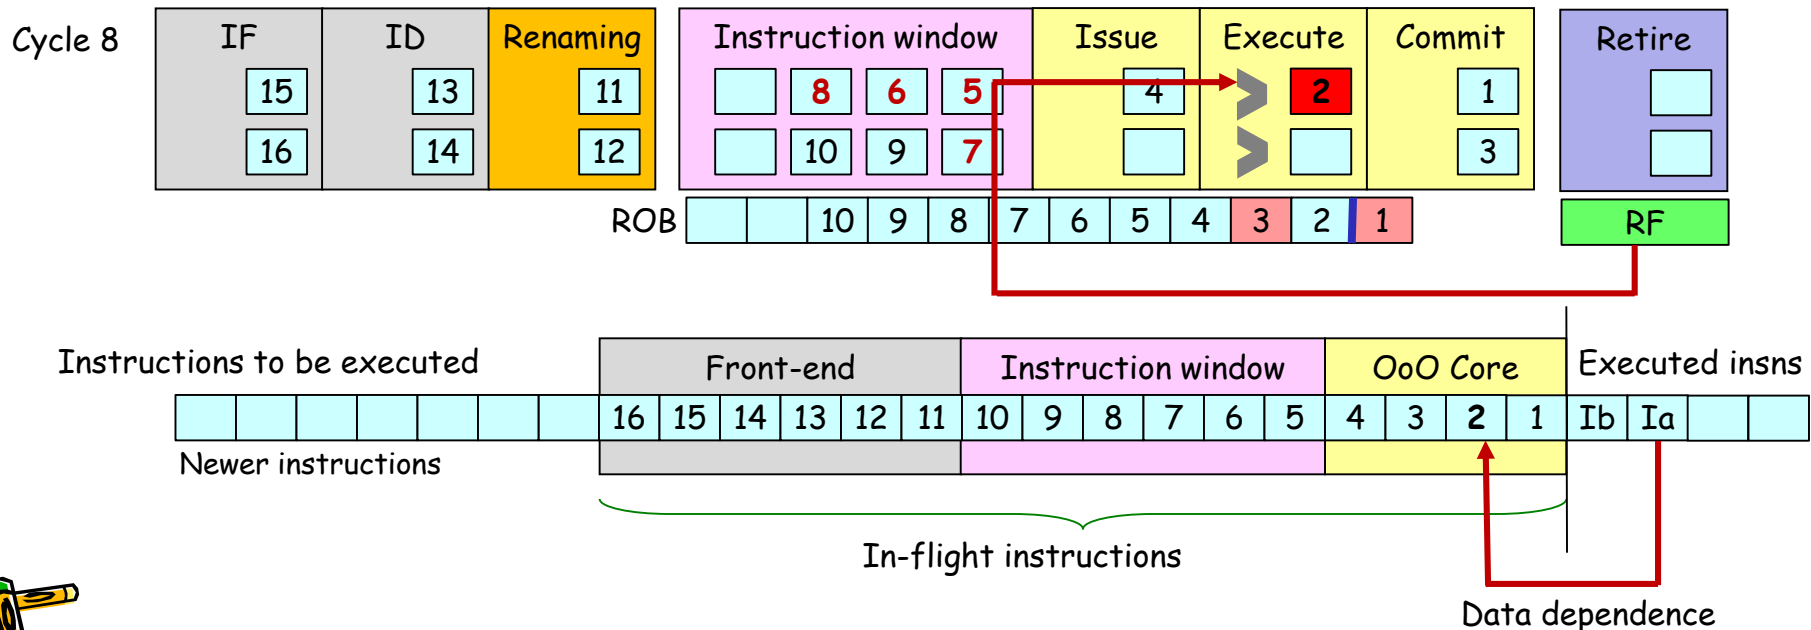 Cycle 8
IF ID Renaming Instruction window Issue Execute Commit Retire
15 13 11 8 6 5 4 2 1
16 14 12 10 9 7 3
ROB 10 9 8 7 6 5 4 3 2 1 RF
Instructions to be executed Front-end Instruction window OoO Core Executed insns
16 15 14 13 12 11 10 9 8 7 6 5 4 3 2 1 Ib Ia
Newer instructions
In-flight instructions
Data dependence